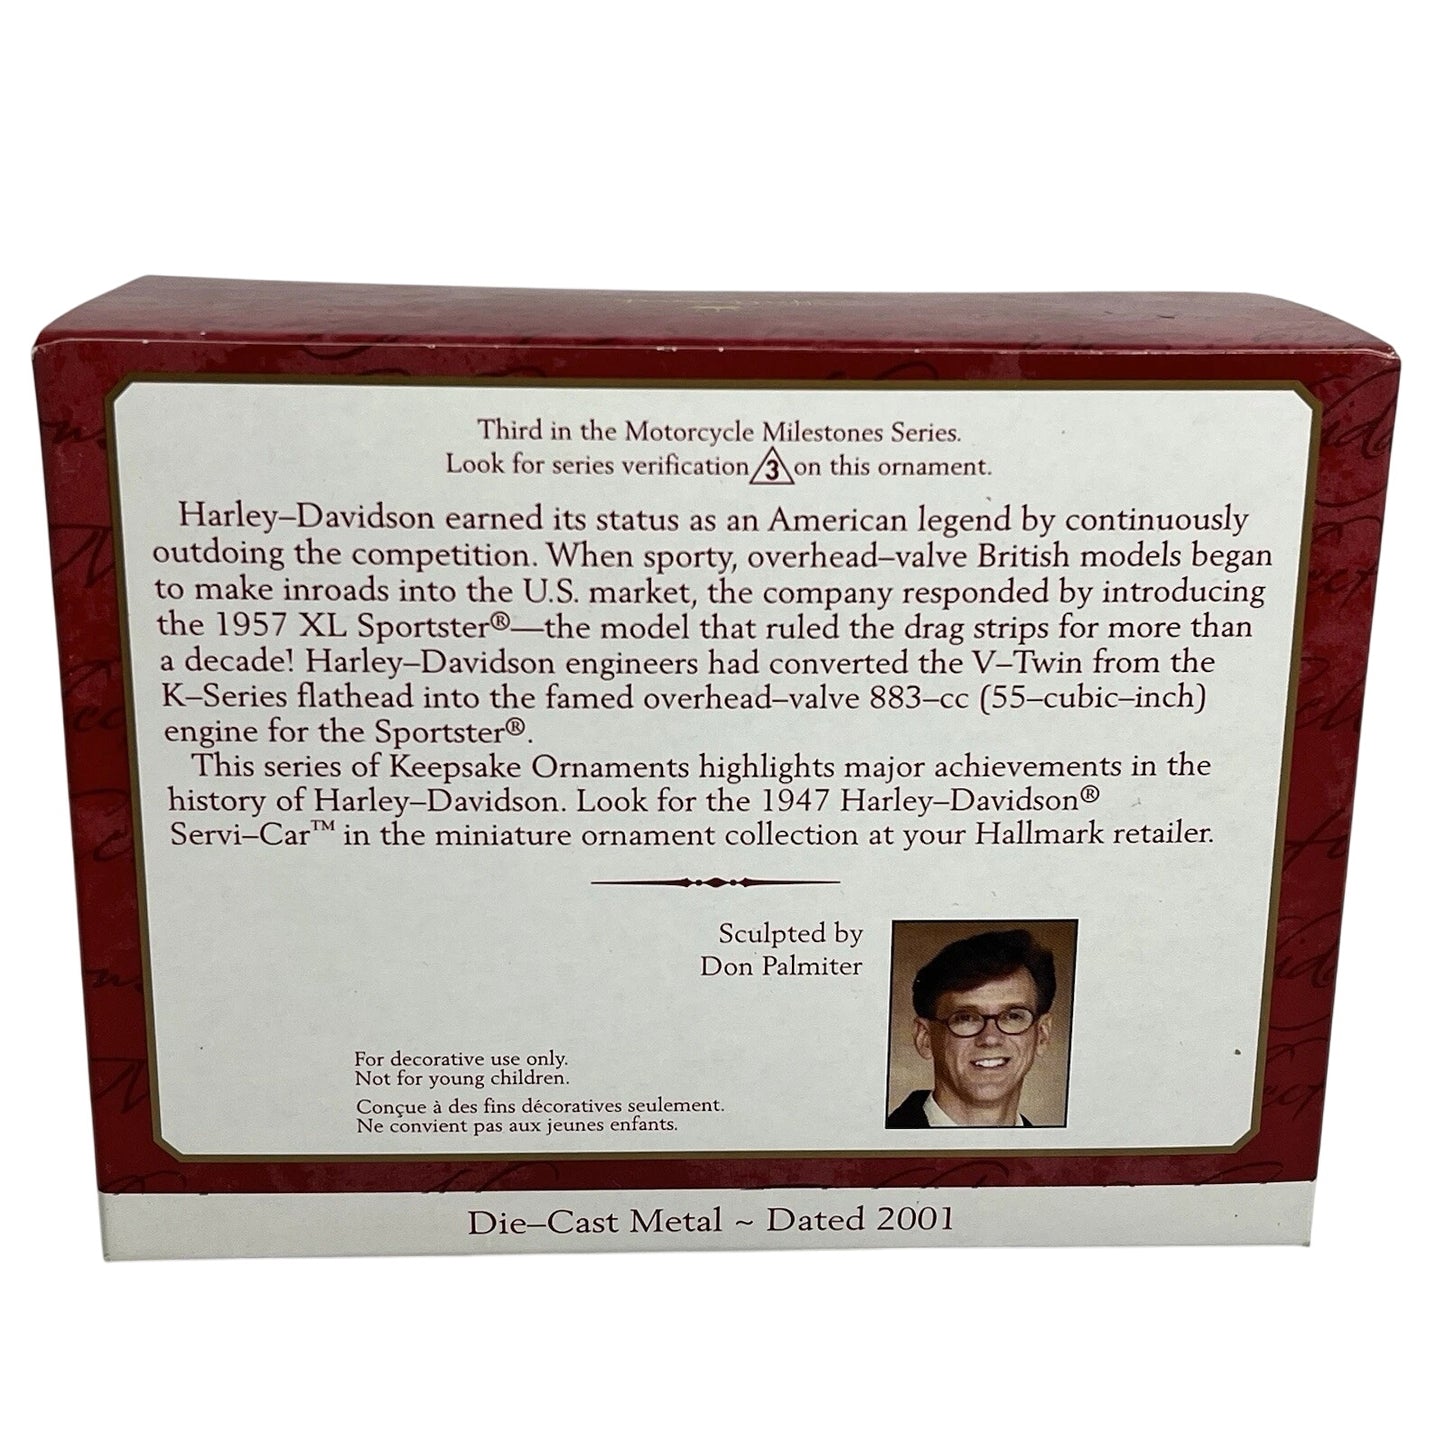 Third in the Motorcycle Milestones Series.
Look for series verification 3 on this ornament.
Harley–Davidson earned its status as an American legend by continuously
outdoing the competition. When sporty, overhead–valve British models began
to make inroads into the U.S. market, the company responded by introducing
the 1957 XL Sportster®—the model that ruled the drag strips for more than
a decade! Harley–Davidson engineers had converted the V–Twin from the
K–Series flathead into the famed overhead–valve 883–cc (55–cubic–inch)
engine for the Sportster®.
This series of Keepsake Ornaments highlights major achievements in the
history of Harley–Davidson. Look for the 1947 Harley–Davidson®
Servi–Car™ in the miniature ornament collection at your Hallmark retailer.
Sculpted by
Don Palmiter
For decorative use only.
Not for young children.
Conçue à des fins décoratives seulement.
Ne convient pas aux jeunes enfants.
Die–Cast Metal ~ Dated 2001